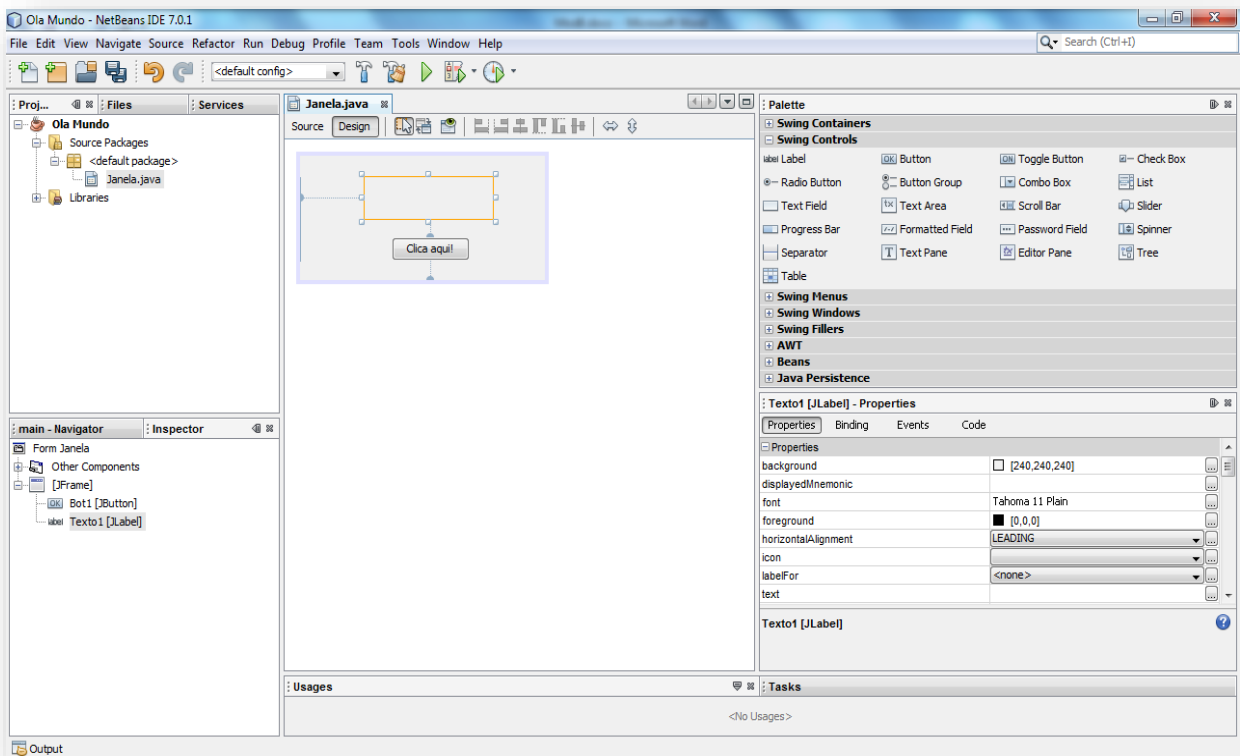 Ola Mundo - NetBeans IDE 7.0.1
File Edit View Navigate Source Refactor Run Debug Profile Team Tools Window Help
Search (Ctrl+I)
<default config>
Proj... Files Services
Ola Mundo
Source Packages
<default package>
Janela.java
Libraries
Janela.java
Source Design
Clica aqui!
Palette
Swing Containers
Swing Controls
label Label OK Button ON Toggle Button Check Box
Radio Button Button Group Combo Box List
Text Field Text Area Scroll Bar Slider
Progress Bar Formatted Field Password Field Spinner
Separator T Text Pane Editor Pane Tree
Table
Swing Menus
Swing Windows
Swing Fillers
AWT
Beans
Java Persistence
main - Navigator Inspector
Form Janela
Other Components
[JFrame]
OK Bot1 [JButton]
label Texto1 [JLabel]
Texto1 [JLabel] - Properties
Properties Binding Events Code
Properties
background [240,240,240] ...
displayedMnemonic ...
font Tahoma 11 Plain ...
foreground [0,0,0] ...
horizontalAlignment LEADING ...
icon ...
labelFor <none> ...
text ...
Texto1 [JLabel]
Usages
Tasks
<No Usages>
Output